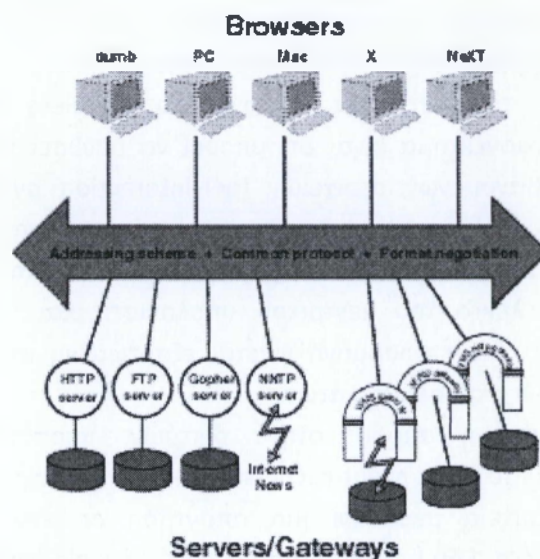 Browsers
dumb PC Mac X NeXT
Addressing scheme + Common protocol + Format negotiation
HTTP server
FTP server
Gopher server
NNTP server
Internet News
Servers/Gateways